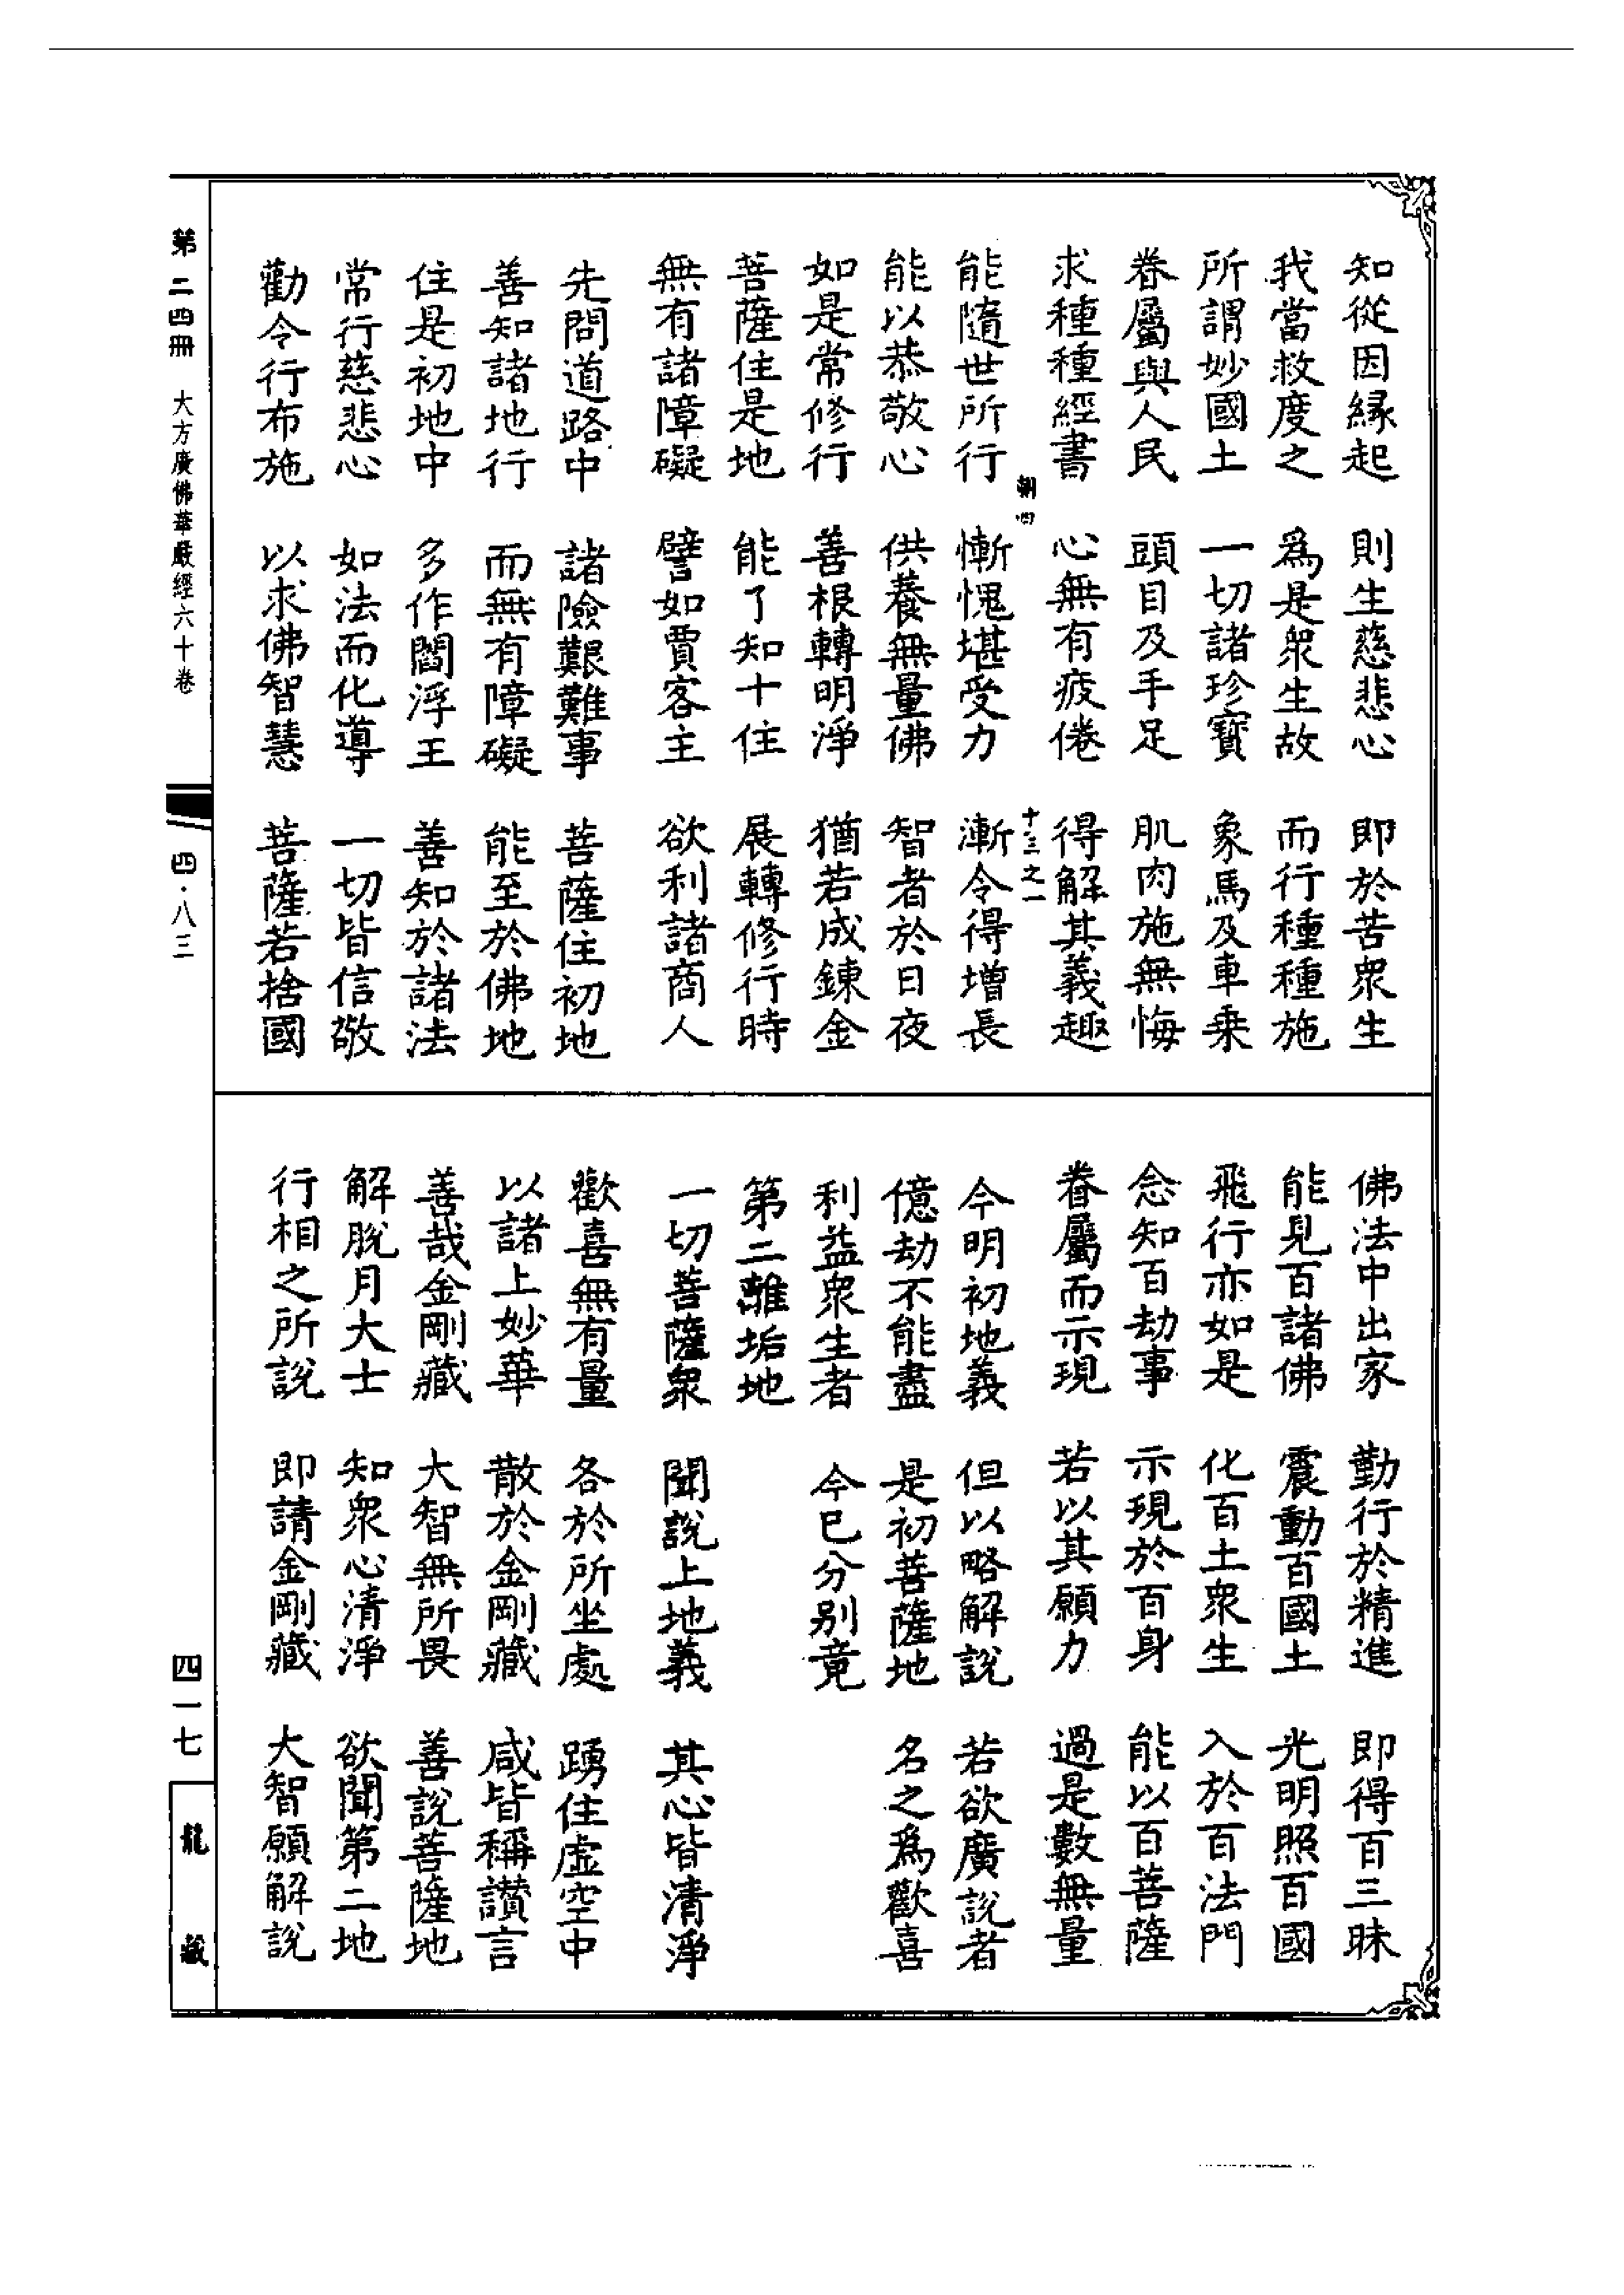 知從因緣起　則生慈悲心　即於苦衆生
我當救度之　爲是衆生故　而行種種施
所謂妙國土　一切諸珍寶　象馬及車乗
眷屬與人民　頭目及手足　肌肉施無悔
求種種經書　心無有疲倦　得解其義趣
朝四　十三之一
能隨世所行　慚愧堪受力　漸令得增長
能以恭敬心　供養無量佛　智者於日夜
如是常修行　善根轉明淨　猶若成鍊金
菩薩住是地　能了知十住　展轉修行時
無有諸障礙　譬如賈客主　欲利諸商人
先問道路中　諸險艱難事　菩薩住初地
善知諸地行　而無有障礙　能至於佛地
住是初地中　多作閻浮王　善知於諸法
常行慈悲心　如法而化導　一切皆信敬
勸令行布施　以求佛智慧　菩薩若捨國
佛法中出家　勤行於精進　即得百三昧
能見百諸佛　震動百國土　光明照百國
飛行亦如是　化百土衆生　入於百法門
念知百劫事　示現於百身　能以百菩薩
眷屬而示現　若以其願力　過是數無量
今明初地義　但以略解說　若欲廣說者
億劫不能盡　是初菩薩地　名之爲歡喜
利益衆生者　今已分別竟
第二離垢地
一切菩薩衆　聞說上地義　其心皆清淨
歡喜無有量　各於所坐處　踴住虛空中
以諸上妙華　散於金剛藏　咸皆稱讚言
善哉金剛藏　大智無所畏　善說菩薩地
解脫月大士　知衆心清淨　欲聞第二地
行相之所說　即請金剛藏　大智願解說
第二四冊　大方廣佛華嚴經六十卷　四·八三　四一七　龍藏